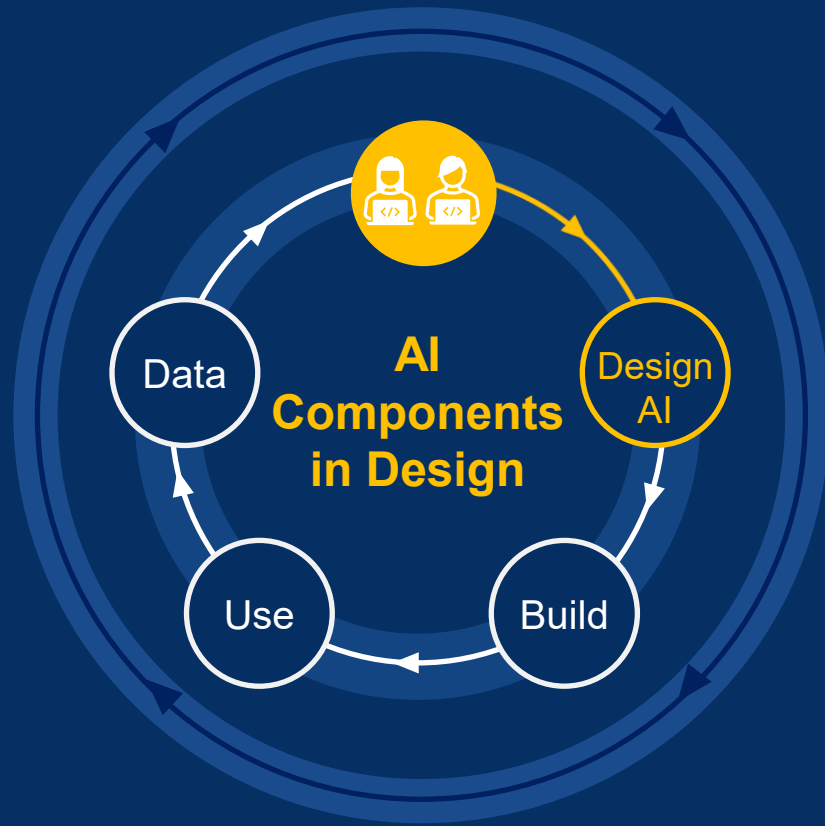 </> </>
AI
Components
in Design
Data
Design
AI
Use
Build